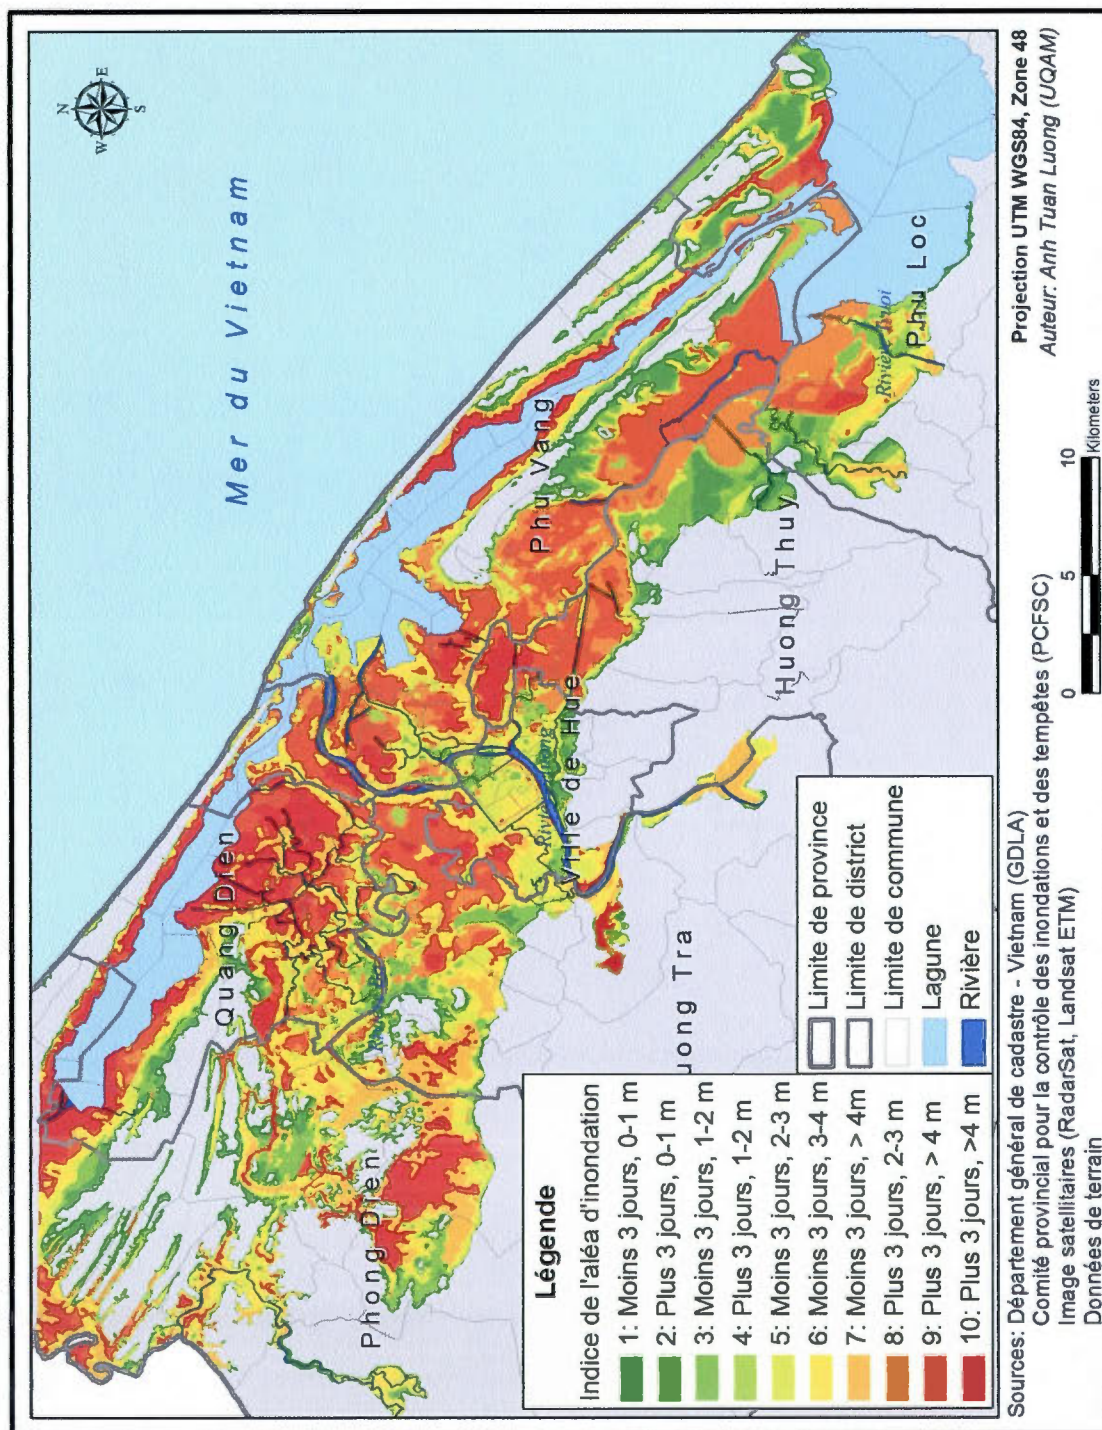 N
W
E
S
Mer du Vietnam
Quang Dien
Phong Dien
uong Tra
Ville de Hue
Phu Vang
Huong Thuy
Phu Loc
Rivière Truoi
Légende
Indice de l'aléa d'inondation
1: Moins 3 jours, 0-1 m
2: Plus 3 jours, 0-1 m
3: Moins 3 jours, 1-2 m
4: Plus 3 jours, 1-2 m
5: Moins 3 jours, 2-3 m
6: Moins 3 jours, 3-4 m
7: Moins 3 jours, > 4m
8: Plus 3 jours, 2-3 m
9: Plus 3 jours, > 4 m
10: Plus 3 jours, >4 m
Limite de province
Limite de district
Limite de commune
Lagune
Rivière
Sources: Département général de cadastre - Vietnam (GDLA)
Comité provincial pour la contrôle des inondations et des tempêtes (PCFSC)
Image satellitaires (RadarSat, Landsat ETM)
Données de terrain
0 5 10
Kilometers
Projection UTM WGS84, Zone 48
Auteur: Anh Tuan Luong (UQAM)